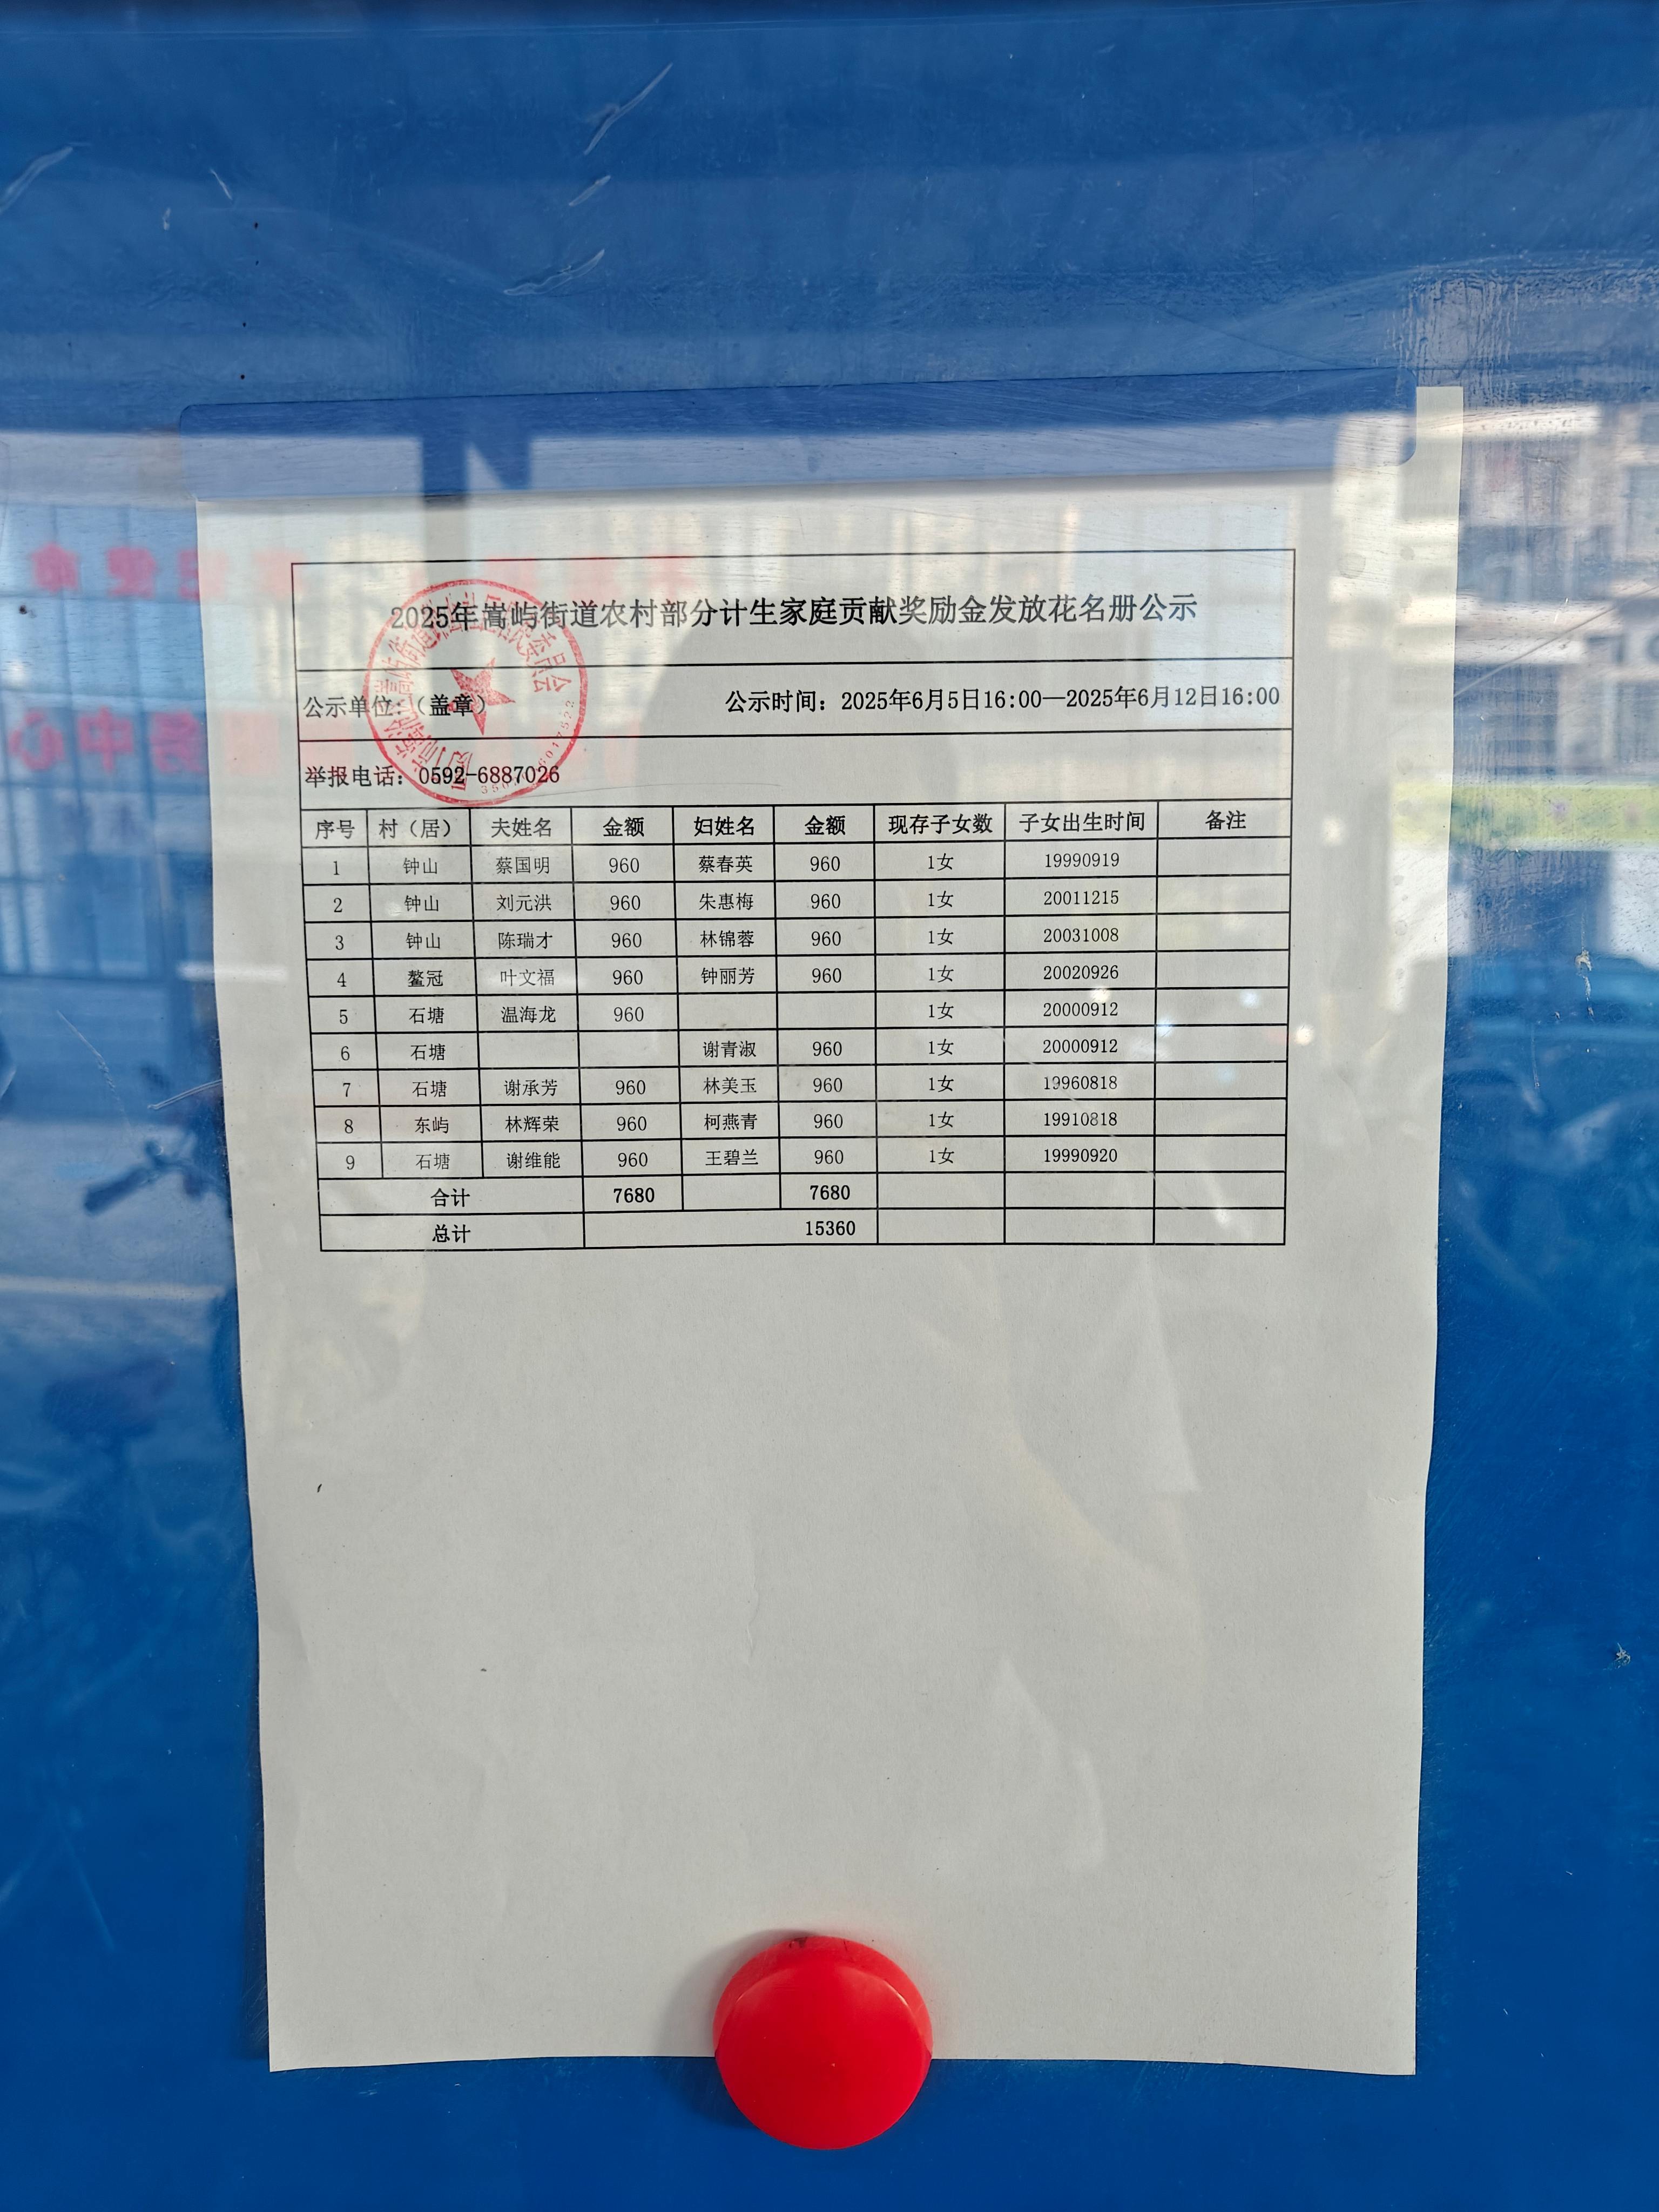 2025年嵩屿街道农村部分计生家庭贡献奖励金发放花名册公示
公示单位：（盖章） 公示时间：2025年6月5日16:00—2025年6月12日16:00
举报电话：0592-6887026
序号 村（居） 夫姓名 金额 妇姓名 金额 现存子女数 子女出生时间 备注
1 钟山 蔡国明 960 蔡春英 960 1女 19990919
2 钟山 刘元洪 960 朱惠梅 960 1女 20011215
3 钟山 陈瑞才 960 林锦蓉 960 1女 20031008
4 鳌冠 叶文福 960 钟丽芳 960 1女 20020926
5 石塘 温海龙 960 1女 20000912
6 石塘 谢青淑 960 1女 20000912
7 石塘 谢承芳 960 林美玉 960 1女 19960818
8 东屿 林辉荣 960 柯燕青 960 1女 19910818
9 石塘 谢维能 960 王碧兰 960 1女 19990920
合计 7680 7680
总计 15360